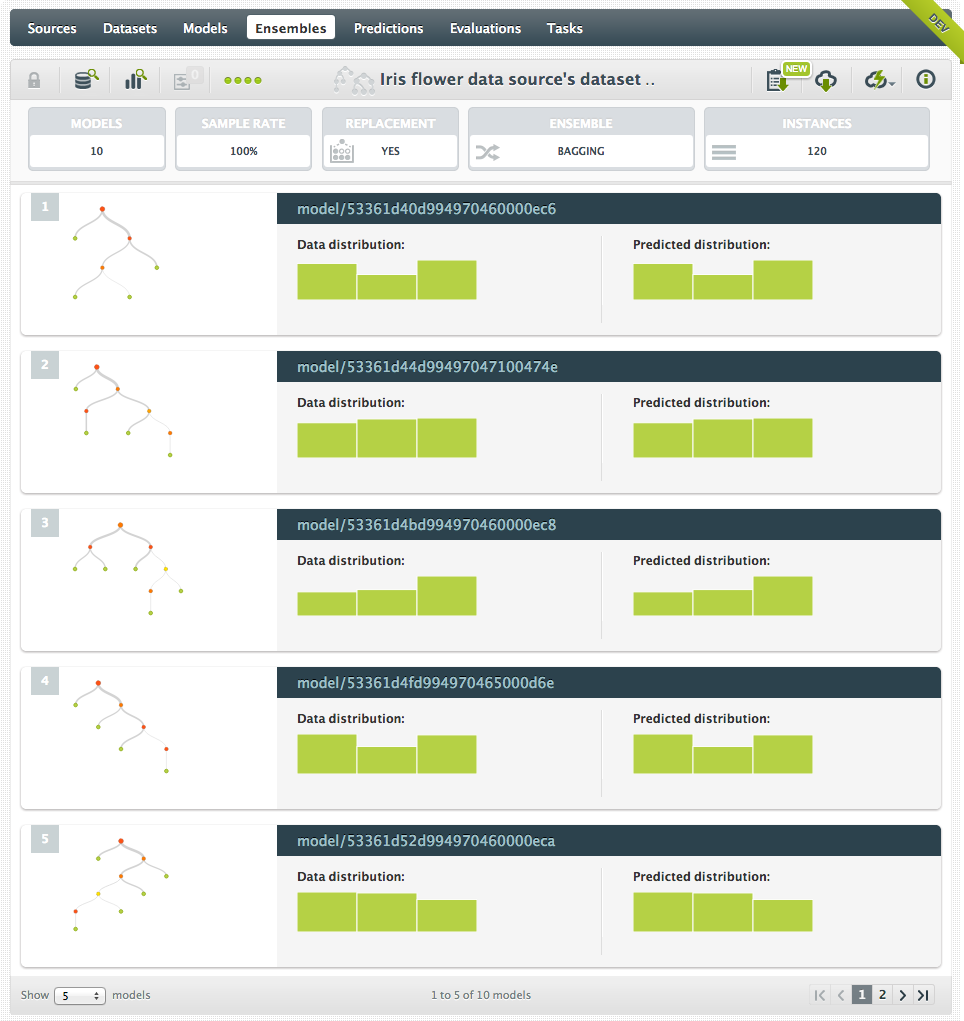 Sources Datasets Models Ensembles Predictions Evaluations Tasks
DEV
0
Iris flower data source's dataset ..
NEW
MODELS SAMPLE RATE REPLACEMENT ENSEMBLE INSTANCES
10 100% YES BAGGING 120
1
model/53361d40d994970460000ec6
Data distribution: Predicted distribution:
2
model/53361d44d99497047100474e
Data distribution: Predicted distribution:
3
model/53361d4bd994970460000ec8
Data distribution: Predicted distribution:
4
model/53361d4fd994970465000d6e
Data distribution: Predicted distribution:
5
model/53361d52d994970460000eca
Data distribution: Predicted distribution:
Show 5 models 1 to 5 of 10 models 1 2